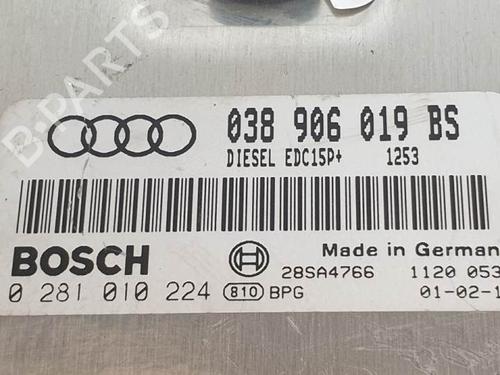 038 906 019 BS
DIESEL EDC15P+ 1253
BOSCH
Made in German
28SA4766 1120 053
0 281 010 224
810 BPG
01-02-1
B-PARTS